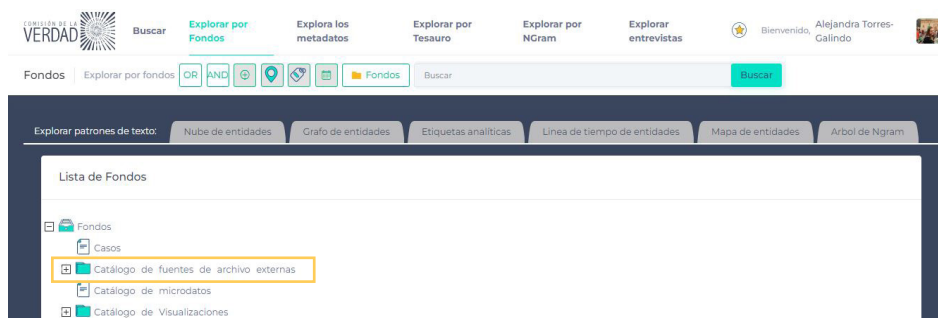 COMISIÓN DE LA
VERDAD
Buscar
Explorar por
Fondos
Explora los
metadatos
Explorar por
Tesauro
Explorar por
NGram
Explorar
entrevistas
Bienvenido,
Alejandra Torres-
Galindo
Fondos
Explorar por fondos
OR
AND
Fondos
Buscar
Buscar
Explorar patrones de texto:
Nube de entidades
Grafo de entidades
Etiquetas analíticas
Linea de tiempo de entidades
Mapa de entidades
Arbol de Ngram
Lista de Fondos
Fondos
Casos
Catálogo de fuentes de archivo externas
Catálogo de microdatos
Catálogo de Visualizaciones